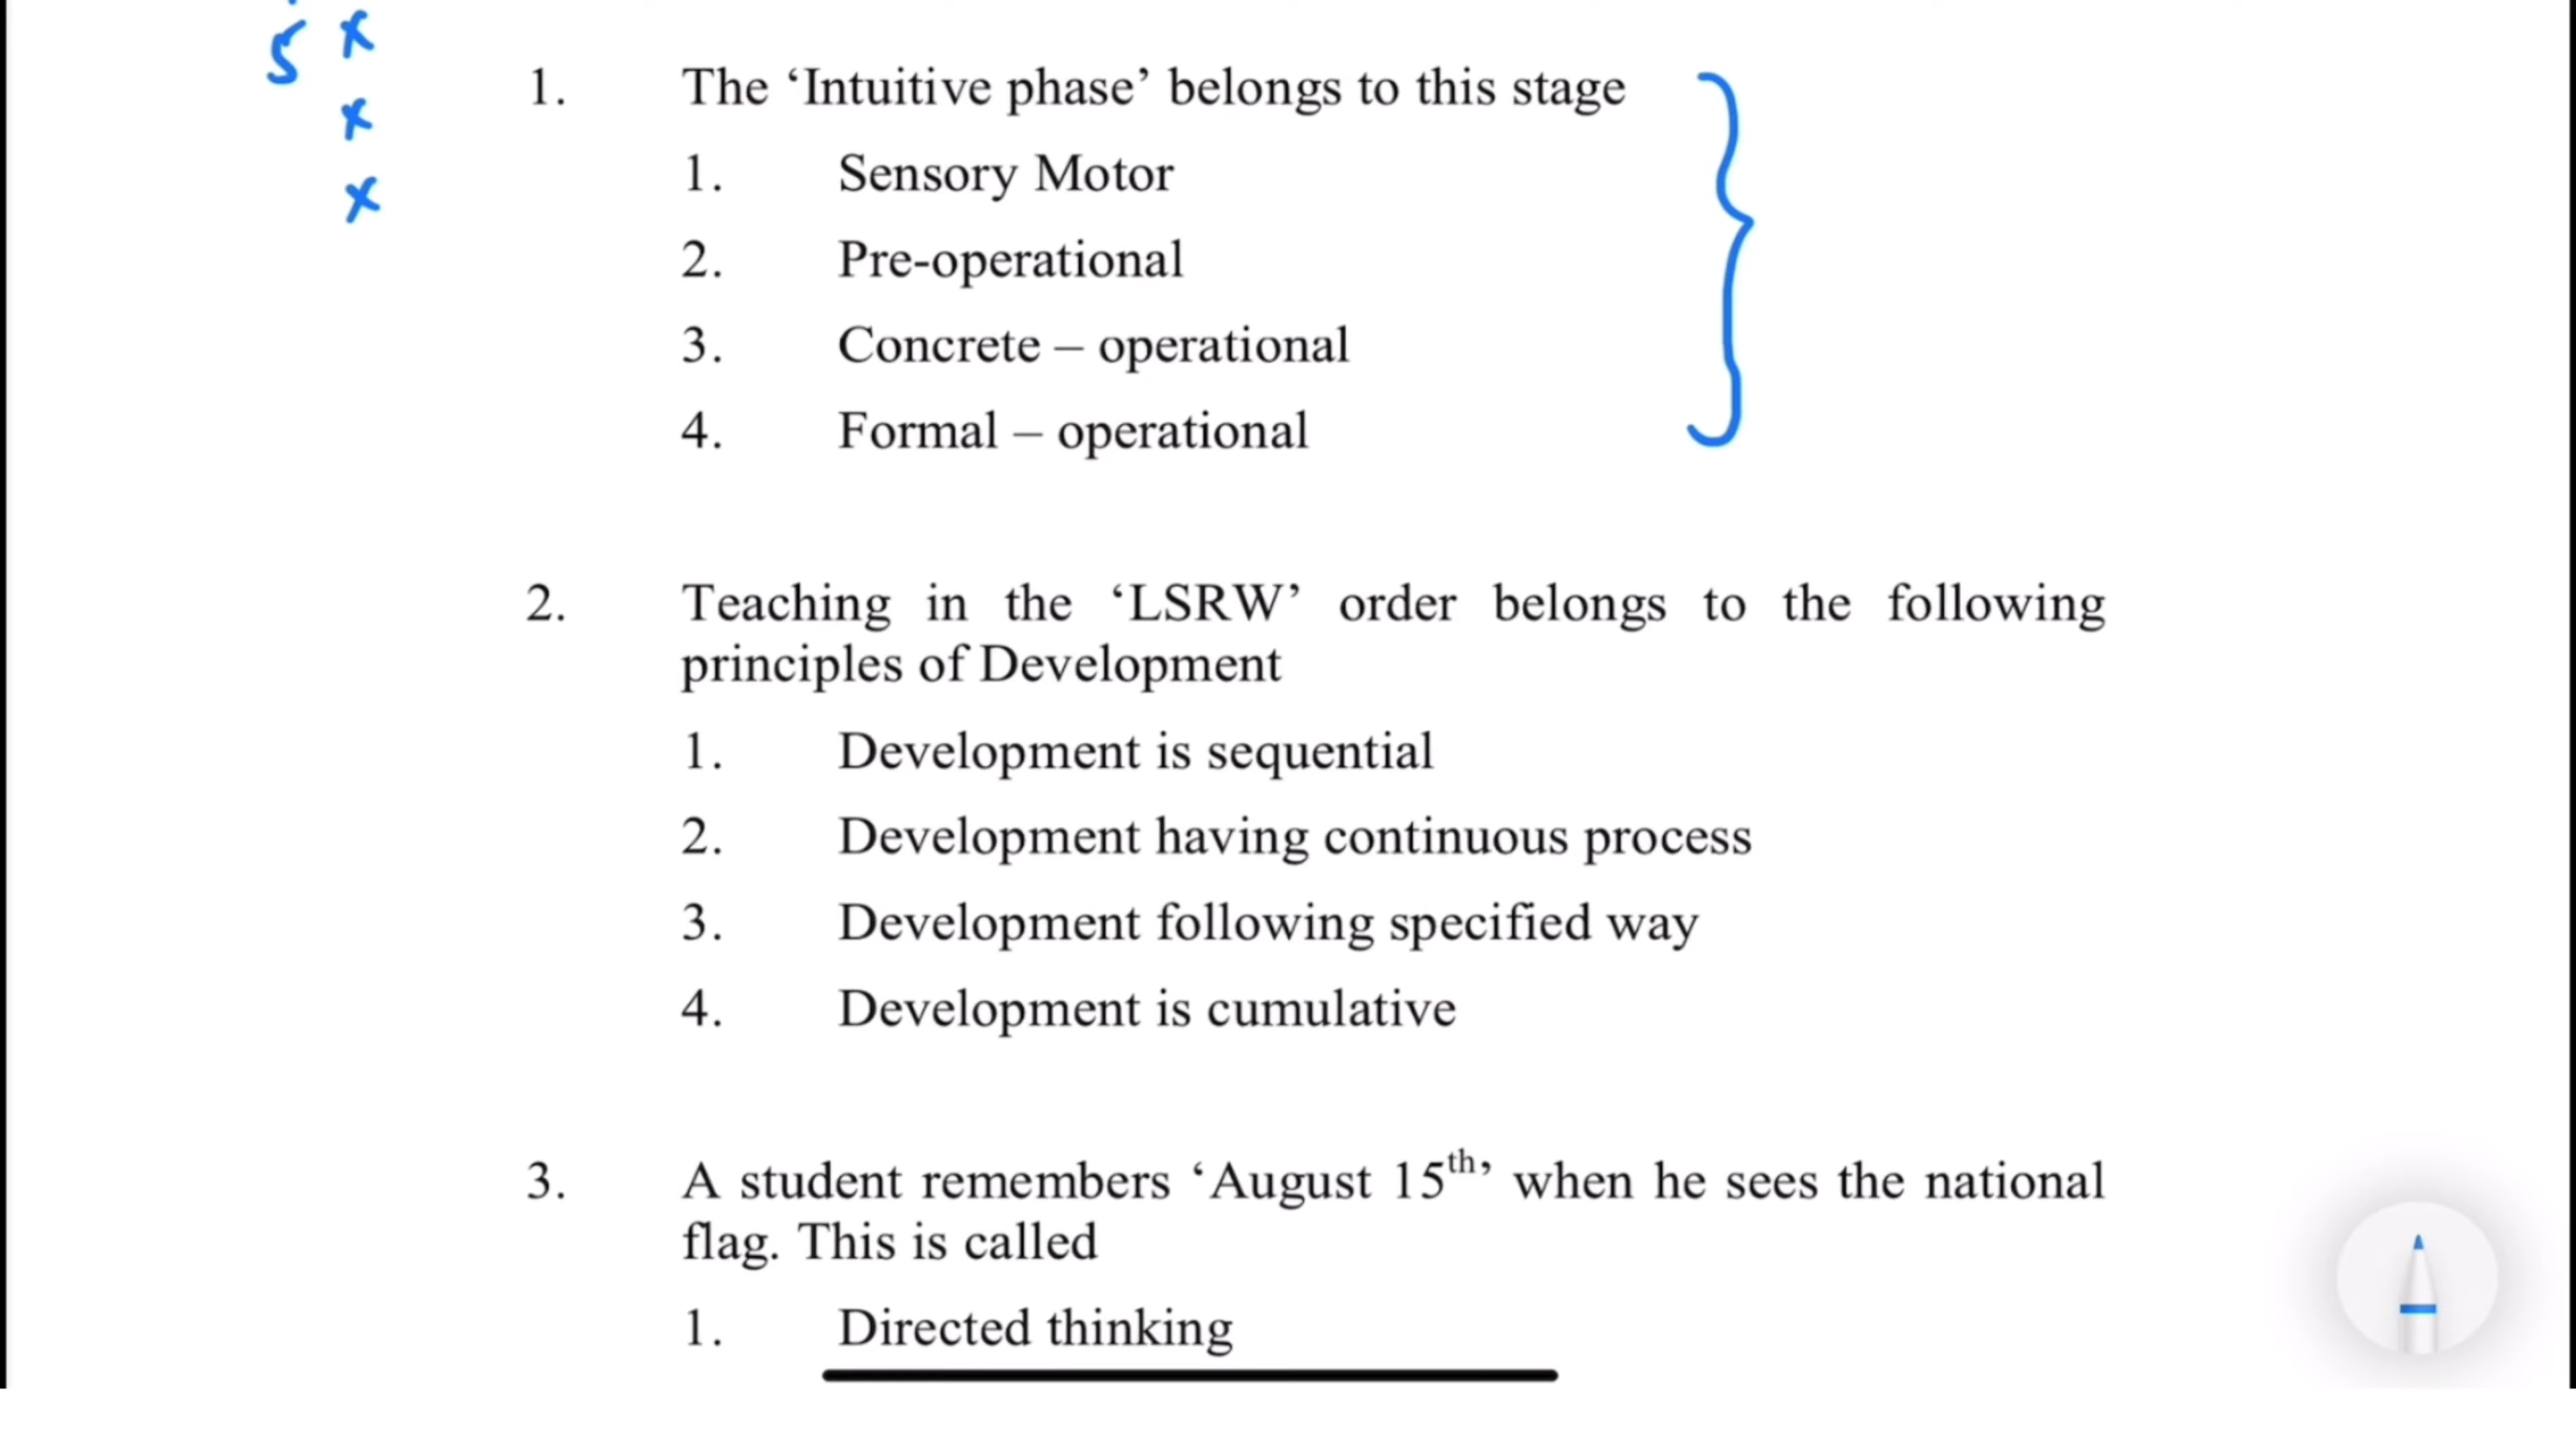 5 x
x
x
1. The ‘Intuitive phase’ belongs to this stage
1. Sensory Motor
2. Pre-operational
3. Concrete – operational
4. Formal – operational
2. Teaching in the ‘LSRW’ order belongs to the following
principles of Development
1. Development is sequential
2. Development having continuous process
3. Development following specified way
4. Development is cumulative
3. A student remembers ‘August 15th’ when he sees the national
flag. This is called
1. Directed thinking